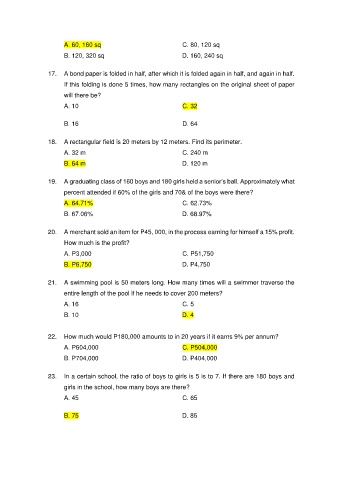 A. 60, 160 sq C. 80, 120 sq
B. 120, 320 sq D. 160, 240 sq
17. A bond paper is folded in half, after which it is folded again in half, and again in half.
If this folding is done 5 times, how many rectangles on the original sheet of paper
will there be?
A. 10 C. 32
B. 16 D. 64
18. A rectangular field is 20 meters by 12 meters. Find its perimeter.
A. 32 m C. 240 m
B. 64 m D. 120 m
19. A graduating class of 160 boys and 180 girls held a senior's ball. Approximately what
percent attended if 60% of the girls and 70& of the boys were there?
A. 64.71% C. 62.73%
B. 67.06% D. 68.97%
20. A merchant sold an item for P45, 000, in the process earning for himself a 15% profit.
How much is the profit?
A. P3,000 C. P51,750
B. P6,750 D. P4,750
21. A swimming pool is 50 meters long. How many times will a swimmer traverse the
entire length of the pool if he needs to cover 200 meters?
A. 16 C. 5
B. 10 D. 4
22. How much would P180,000 amounts to in 20 years if it earns 9% per annum?
A. P604,000 C. P504,000
B. P704,000 D. P404,000
23. In a certain school, the ratio of boys to girls is 5 is to 7. If there are 180 boys and
girls in the school, how many boys are there?
A. 45 C. 65
B. 75 D. 85